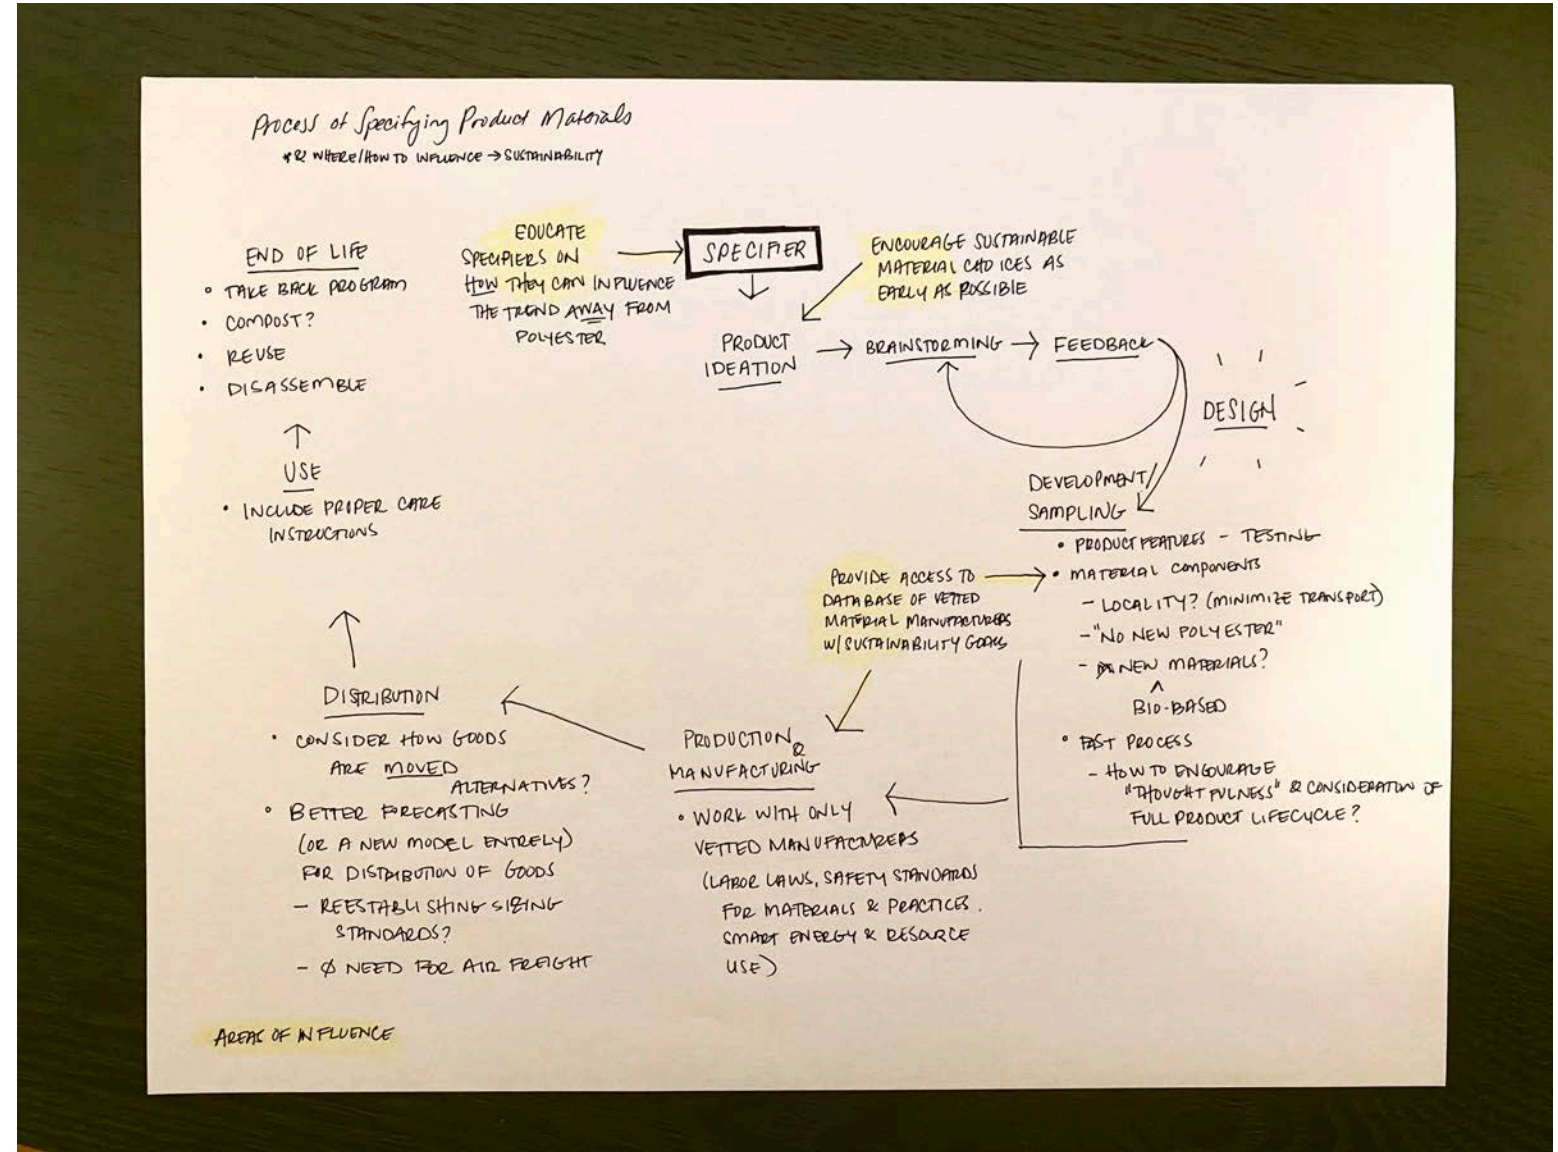 Process of Specifying Product Materials
*& WHERE/HOW TO INFLUENCE → SUSTAINABILITY
END OF LIFE
• TAKE BACK PROGRAM
• COMPOST?
• REUSE
• DISASSEMBLE
USE
• INCLUDE PROPER CARE
INSTRUCTIONS
EDUCATE
SPECIFIERS ON
HOW THEY CAN INFLUENCE
THE TREND AWAY FROM
POLYESTER
SPECIFIER
ENCOURAGE SUSTAINABLE
MATERIAL CHOICES AS
EARLY AS POSSIBLE
PRODUCT
IDEATION
BRAINSTORMING
FEEDBACK
DESIGN
DEVELOPMENT/
SAMPLING
• PRODUCT FEATURES - TESTING
• MATERIAL COMPONENTS
- LOCALITY? (MINIMIZE TRANSPORT)
- "NO NEW POLYESTER"
- NEW MATERIALS?
^
BIO-BASED
• FAST PROCESS
- HOW TO ENCOURAGE
"THOUGHTFULNESS" & CONSIDERATION OF
FULL PRODUCT LIFECYCLE?
PROVIDE ACCESS TO
DATABASE OF VETTED
MATERIAL MANUFACTURERS
W/ SUSTAINABILITY GOALS
PRODUCTION &
MANUFACTURING
• WORK WITH ONLY
VETTED MANUFACTURERS
(LABOR LAWS, SAFETY STANDARDS
FOR MATERIALS & PRACTICES.
SMART ENERGY & RESOURCE
USE)
DISTRIBUTION
• CONSIDER HOW GOODS
ARE MOVED
ALTERNATIVES?
• BETTER FORECASTING
(OR A NEW MODEL ENTIRELY)
FOR DISTRIBUTION OF GOODS
- REESTABLISHING SIZING
STANDARDS?
- Ø NEED FOR AIR FREIGHT
AREAS OF INFLUENCE